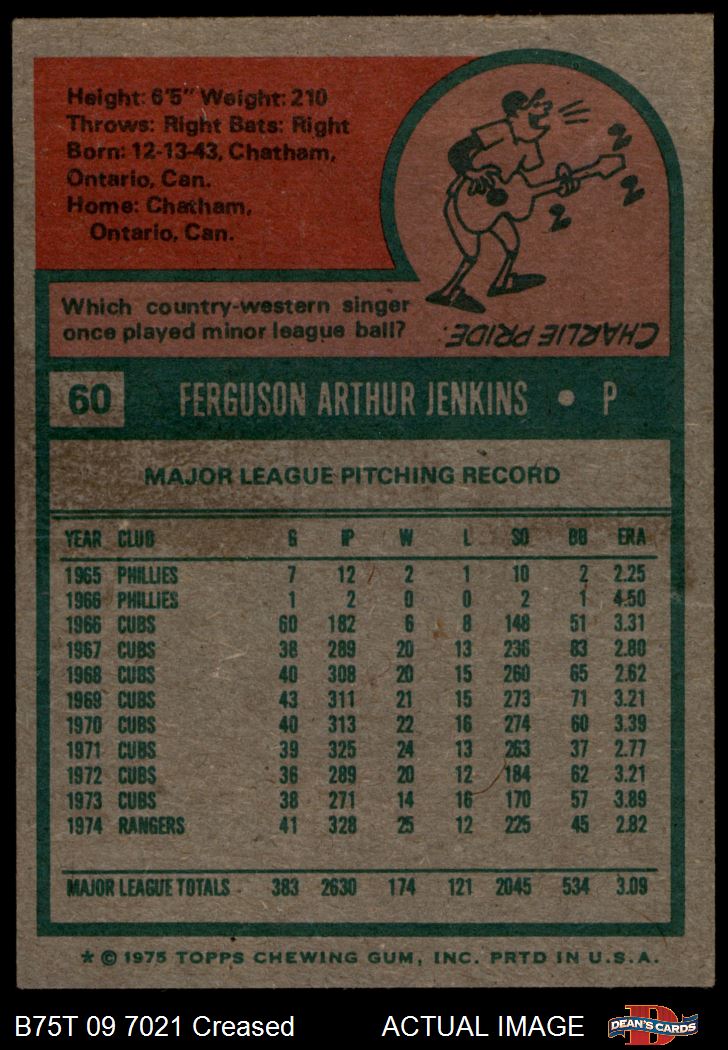 Height: 6'5" Weight: 210
Throws: Right Bats: Right
Born: 12-13-43, Chatham,
Ontario, Can.
Home: Chatham,
Ontario, Can.
Which country-western singer
once played minor league ball?
CHARLIE PRIDE.
60 FERGUSON ARTHUR JENKINS • P
MAJOR LEAGUE PITCHING RECORD
YEAR CLUB G IP W L SO BB ERA
1965 PHILLIES 7 12 2 1 10 2 2.25
1966 PHILLIES 1 2 0 0 2 1 4.50
1966 CUBS 60 182 6 8 148 51 3.31
1967 CUBS 38 289 20 13 236 83 2.80
1968 CUBS 40 308 20 15 260 65 2.62
1969 CUBS 43 311 21 15 273 71 3.21
1970 CUBS 40 313 22 16 274 60 3.39
1971 CUBS 39 325 24 13 263 37 2.77
1972 CUBS 36 289 20 12 184 62 3.21
1973 CUBS 38 271 14 16 170 57 3.89
1974 RANGERS 41 328 25 12 225 45 2.82
MAJOR LEAGUE TOTALS 383 2630 174 121 2045 534 3.09
* © 1975 TOPPS CHEWING GUM, INC. PRTD IN U.S.A.
B75T 09 7021 Creased ACTUAL IMAGE DEAN'S CARDS